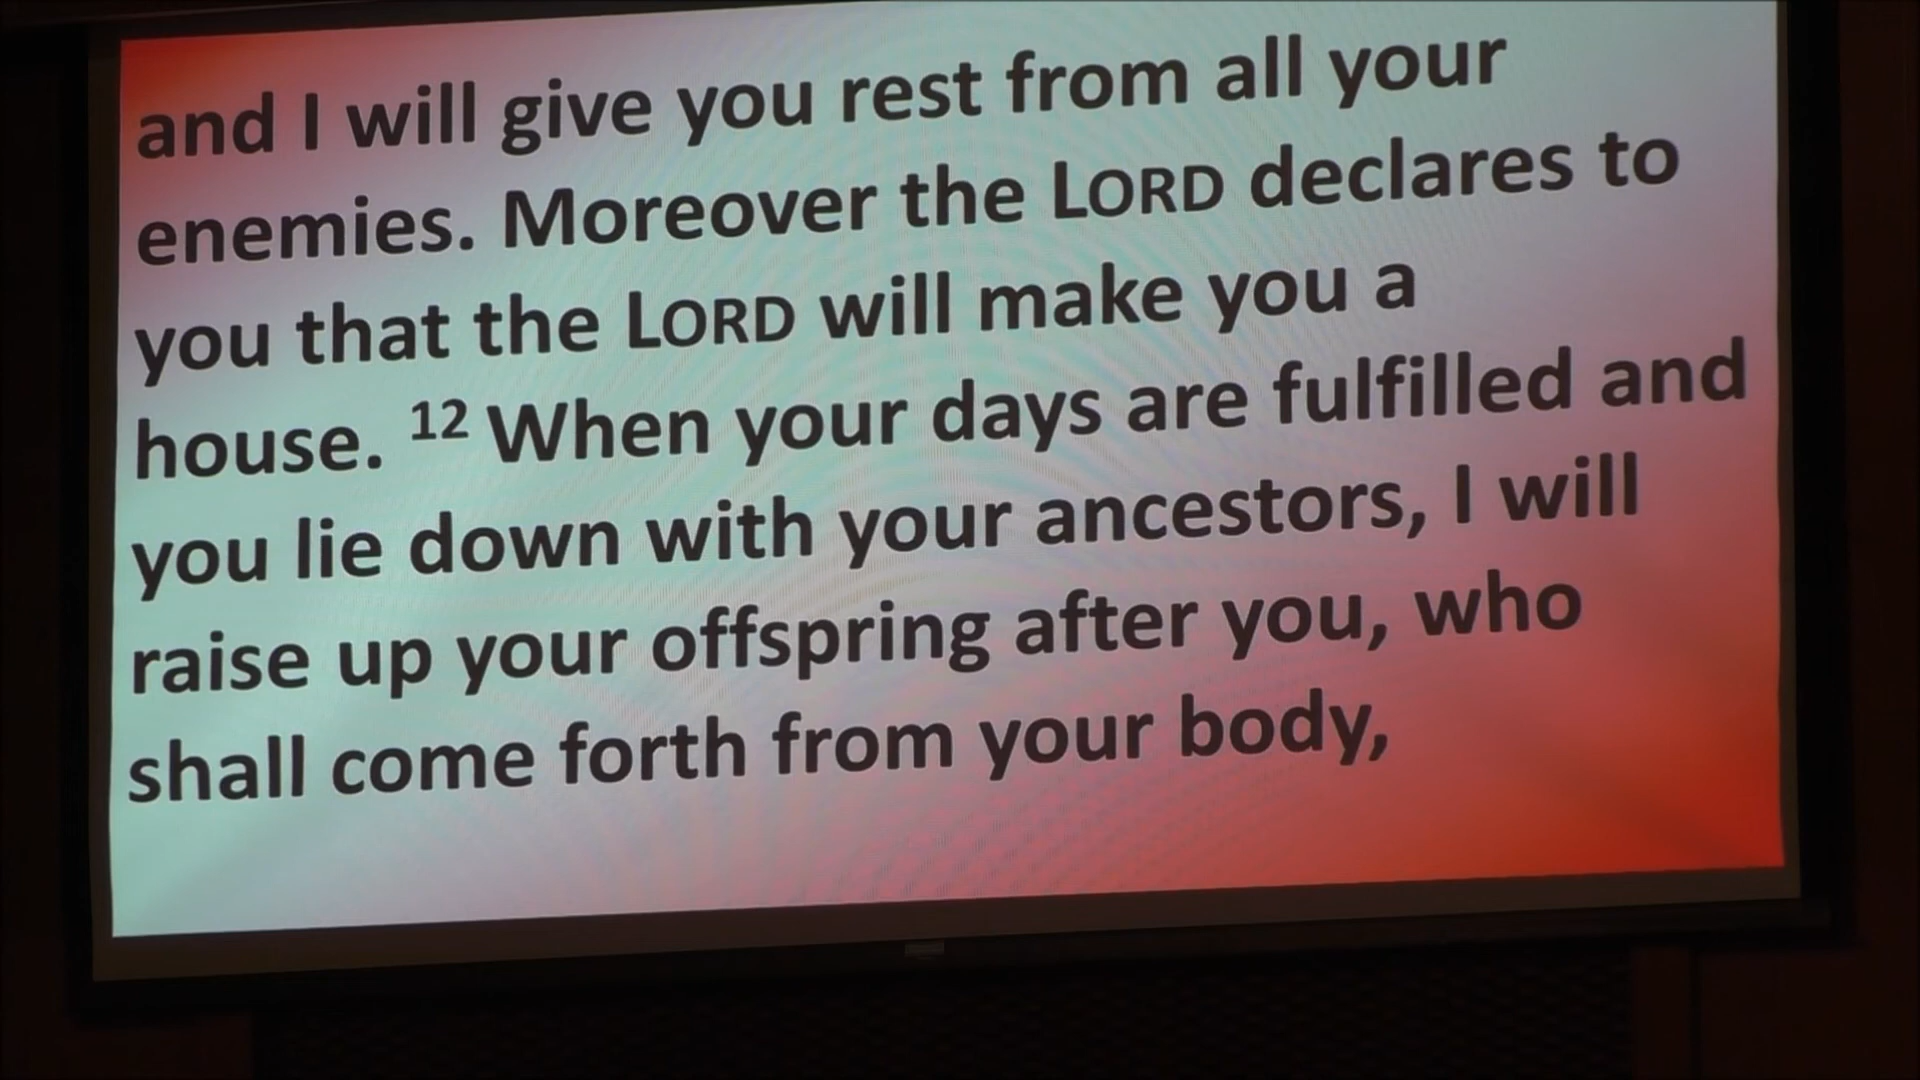 and I will give you rest from all your
enemies. Moreover the LORD declares to
you that the LORD will make you a
house. 12 When your days are fulfilled and
you lie down with your ancestors, I will
raise up your offspring after you, who
shall come forth from your body,